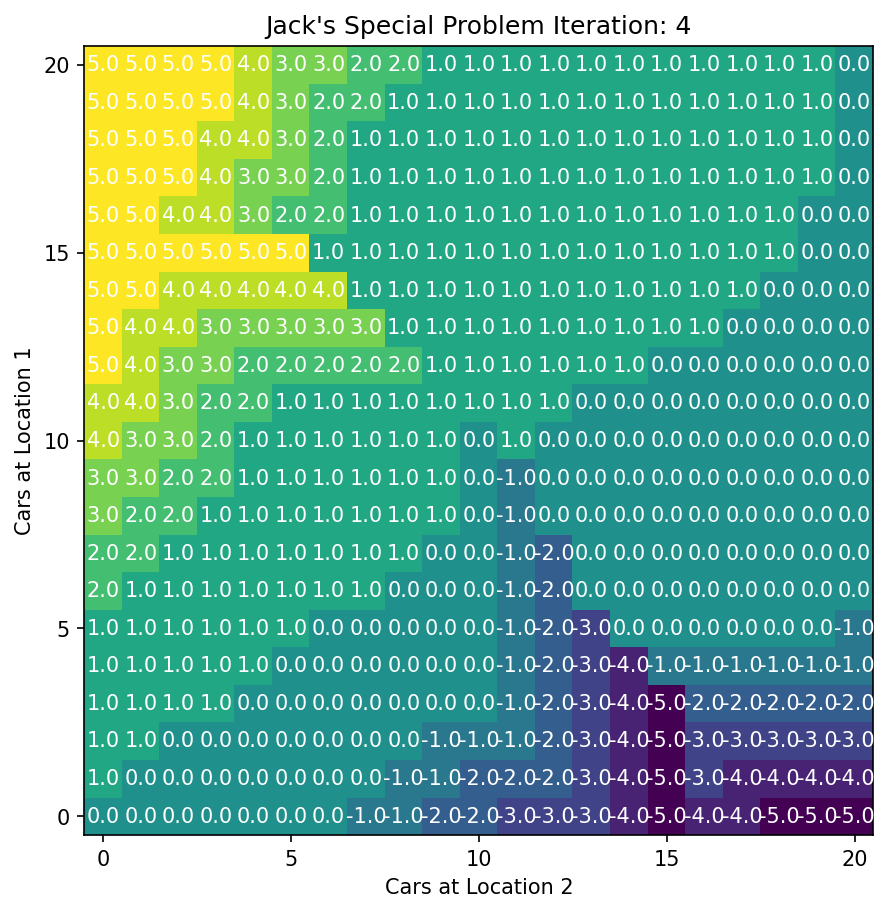 Jack's Special Problem Iteration: 4
20 5.0 5.0 5.0 5.0 4.0 3.0 3.0 2.0 2.0 1.0 1.0 1.0 1.0 1.0 1.0 1.0 1.0 1.0 1.0 1.0 0.0
5.0 5.0 5.0 5.0 4.0 3.0 2.0 2.0 1.0 1.0 1.0 1.0 1.0 1.0 1.0 1.0 1.0 1.0 1.0 1.0 0.0
5.0 5.0 5.0 4.0 4.0 3.0 2.0 1.0 1.0 1.0 1.0 1.0 1.0 1.0 1.0 1.0 1.0 1.0 1.0 1.0 0.0
5.0 5.0 5.0 4.0 3.0 3.0 2.0 1.0 1.0 1.0 1.0 1.0 1.0 1.0 1.0 1.0 1.0 1.0 1.0 1.0 0.0
5.0 5.0 4.0 4.0 3.0 2.0 2.0 1.0 1.0 1.0 1.0 1.0 1.0 1.0 1.0 1.0 1.0 1.0 1.0 0.0 0.0
15 5.0 5.0 5.0 5.0 5.0 5.0 1.0 1.0 1.0 1.0 1.0 1.0 1.0 1.0 1.0 1.0 1.0 1.0 1.0 0.0 0.0
5.0 5.0 4.0 4.0 4.0 4.0 4.0 1.0 1.0 1.0 1.0 1.0 1.0 1.0 1.0 1.0 1.0 1.0 0.0 0.0 0.0
5.0 4.0 4.0 3.0 3.0 3.0 3.0 3.0 1.0 1.0 1.0 1.0 1.0 1.0 1.0 1.0 1.0 0.0 0.0 0.0 0.0
5.0 4.0 3.0 3.0 2.0 2.0 2.0 2.0 2.0 1.0 1.0 1.0 1.0 1.0 1.0 0.0 0.0 0.0 0.0 0.0 0.0
4.0 4.0 3.0 2.0 2.0 1.0 1.0 1.0 1.0 1.0 1.0 1.0 1.0 0.0 0.0 0.0 0.0 0.0 0.0 0.0 0.0
10 4.0 3.0 3.0 2.0 1.0 1.0 1.0 1.0 1.0 1.0 0.0 1.0 0.0 0.0 0.0 0.0 0.0 0.0 0.0 0.0 0.0
3.0 3.0 2.0 2.0 1.0 1.0 1.0 1.0 1.0 1.0 0.0 -1.0 0.0 0.0 0.0 0.0 0.0 0.0 0.0 0.0 0.0
3.0 2.0 2.0 1.0 1.0 1.0 1.0 1.0 1.0 1.0 0.0 -1.0 0.0 0.0 0.0 0.0 0.0 0.0 0.0 0.0 0.0
2.0 2.0 1.0 1.0 1.0 1.0 1.0 1.0 1.0 0.0 0.0 -1.0 -2.0 0.0 0.0 0.0 0.0 0.0 0.0 0.0 0.0
2.0 1.0 1.0 1.0 1.0 1.0 1.0 1.0 0.0 0.0 0.0 -1.0 -2.0 0.0 0.0 0.0 0.0 0.0 0.0 0.0 0.0
5 1.0 1.0 1.0 1.0 1.0 1.0 0.0 0.0 0.0 0.0 0.0 -1.0 -2.0 -3.0 0.0 0.0 0.0 0.0 0.0 0.0 -1.0
1.0 1.0 1.0 1.0 1.0 0.0 0.0 0.0 0.0 0.0 0.0 -1.0 -2.0 -3.0 -4.0 -1.0 -1.0 -1.0 -1.0 -1.0 -1.0
1.0 1.0 1.0 1.0 0.0 0.0 0.0 0.0 0.0 0.0 0.0 -1.0 -2.0 -3.0 -4.0 -5.0 -2.0 -2.0 -2.0 -2.0 -2.0
1.0 1.0 0.0 0.0 0.0 0.0 0.0 0.0 0.0 -1.0 -1.0 -1.0 -2.0 -3.0 -4.0 -5.0 -3.0 -3.0 -3.0 -3.0 -3.0
1.0 0.0 0.0 0.0 0.0 0.0 0.0 0.0 -1.0 -1.0 -2.0 -2.0 -2.0 -3.0 -4.0 -5.0 -3.0 -4.0 -4.0 -4.0 -4.0
0 0.0 0.0 0.0 0.0 0.0 0.0 0.0 -1.0 -1.0 -2.0 -2.0 -3.0 -3.0 -3.0 -4.0 -5.0 -4.0 -4.0 -5.0 -5.0 -5.0
0 5 10 15 20
Cars at Location 2
Cars at Location 1